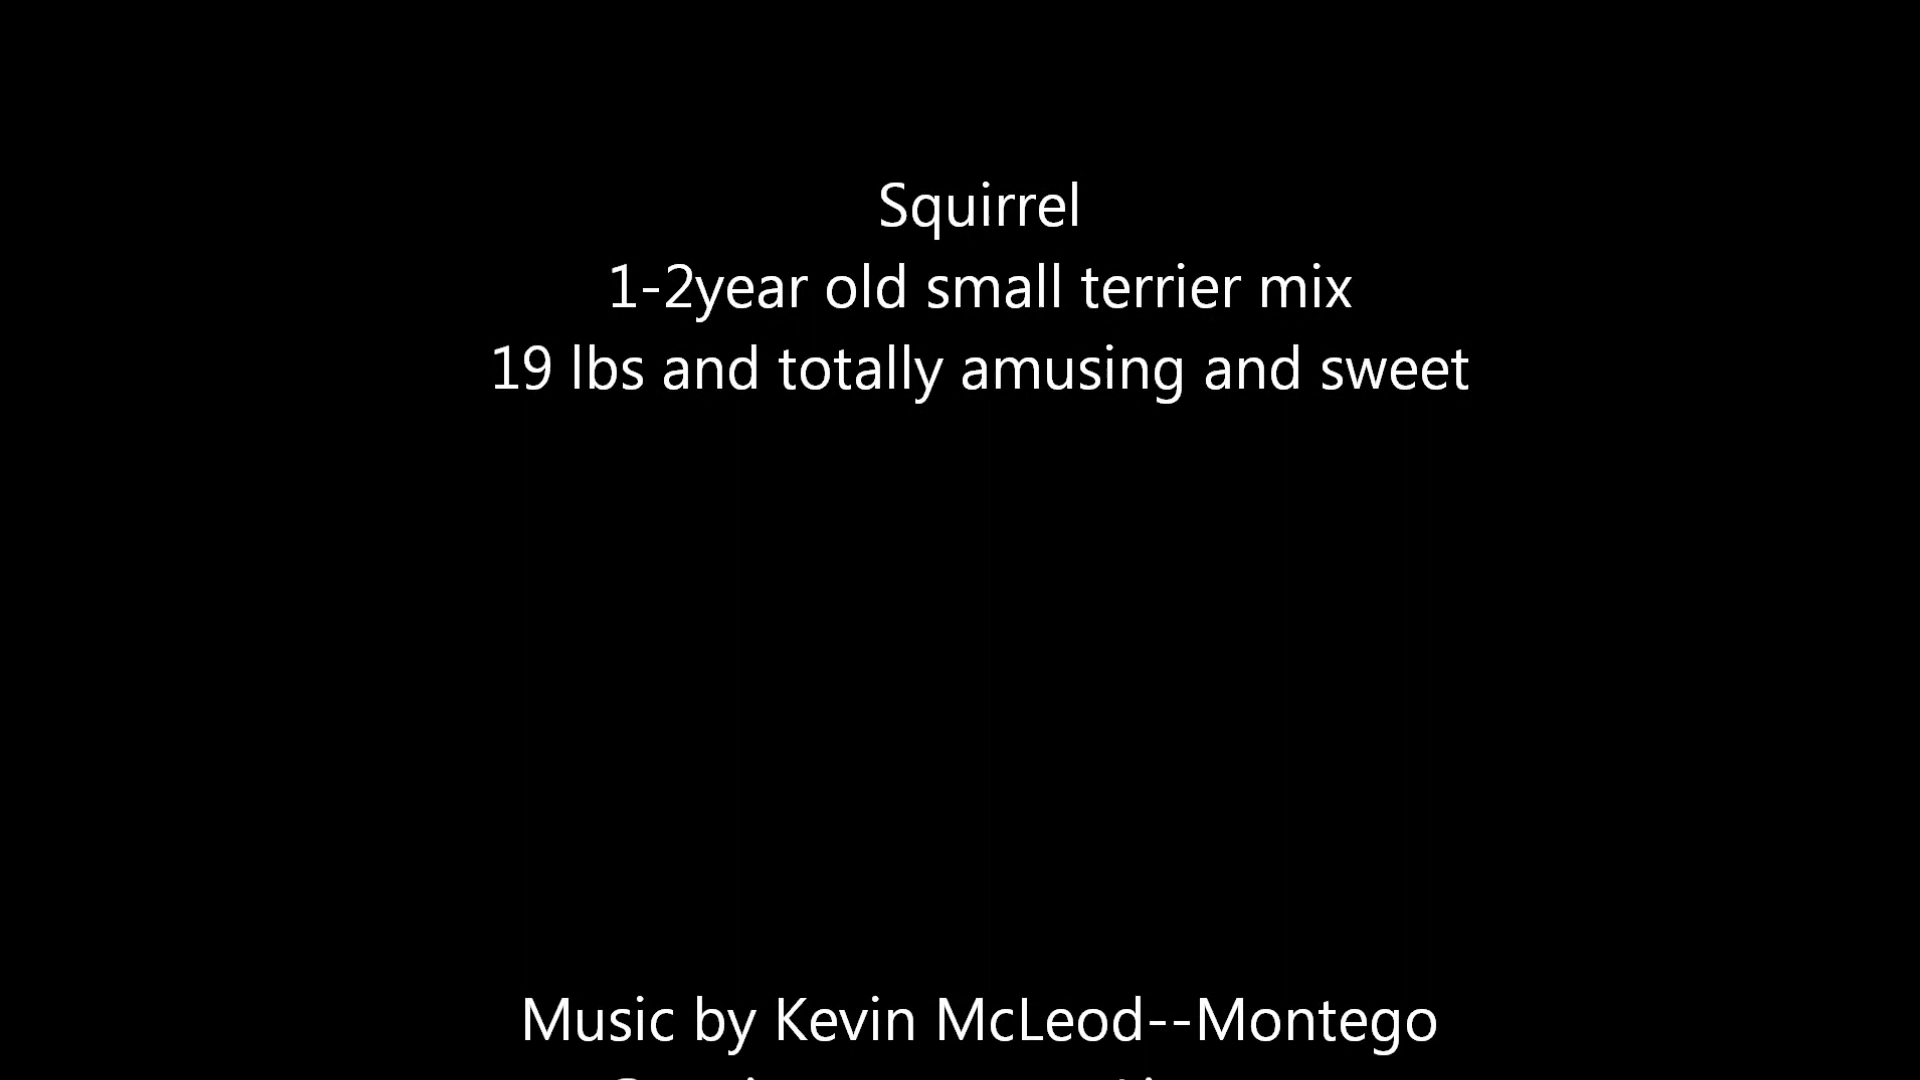 Squirrel
1-2year old small terrier mix
19 lbs and totally amusing and sweet
Music by Kevin McLeod--Montego